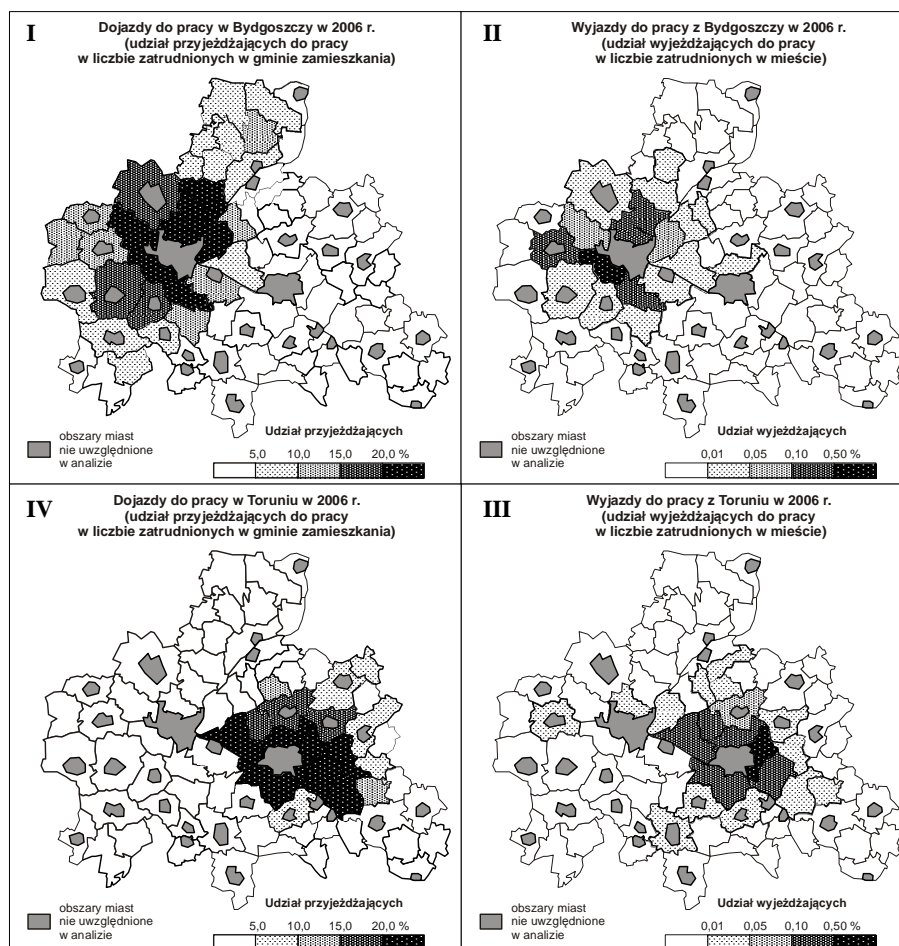 I
Dojazdy do pracy w Bydgoszczy w 2006 r.
(udział przyjeżdżających do pracy
w liczbie zatrudnionych w gminie zamieszkania)
obszary miast
nie uwzględnione
w analizie
Udział przyjeżdżających
5,0 10,0 15,0 20,0 %
II
Wyjazdy do pracy z Bydgoszczy w 2006 r.
(udział wyjeżdżających do pracy
w liczbie zatrudnionych w mieście)
obszary miast
nie uwzględnione
w analizie
Udział wyjeżdżających
0,01 0,05 0,10 0,50 %
IV
Dojazdy do pracy w Toruniu w 2006 r.
(udział przyjeżdżających do pracy
w liczbie zatrudnionych w gminie zamieszkania)
obszary miast
nie uwzględnione
w analizie
Udział przyjeżdżających
5,0 10,0 15,0 20,0 %
III
Wyjazdy do pracy z Torunia w 2006 r.
(udział wyjeżdżających do pracy
w liczbie zatrudnionych w mieście)
obszary miast
nie uwzględnione
w analizie
Udział wyjeżdżających
0,01 0,05 0,10 0,50 %